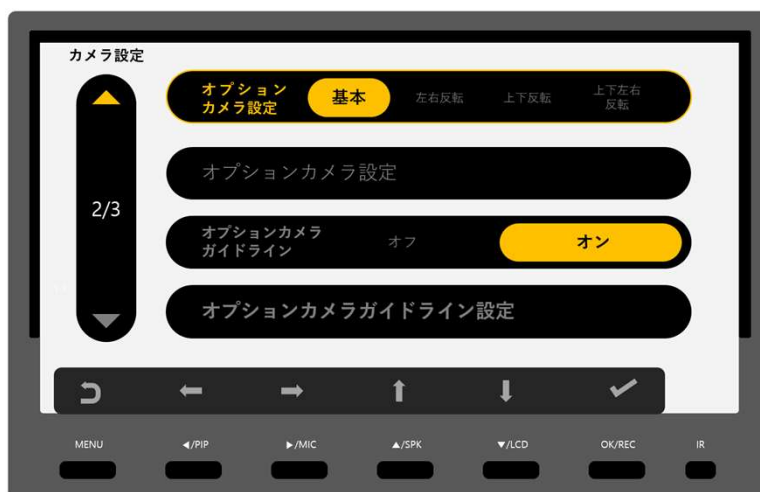 カメラ設定
オプション
カメラ設定
基本
左右反転
上下反転
上下左右
反転
オプションカメラ設定
2/3
オプションカメラ
ガイドライン
オフ
オン
オプションカメラガイドライン設定
MENU
◀/PIP
▶/MIC
▲/SPK
▼/LCD
OK/REC
IR